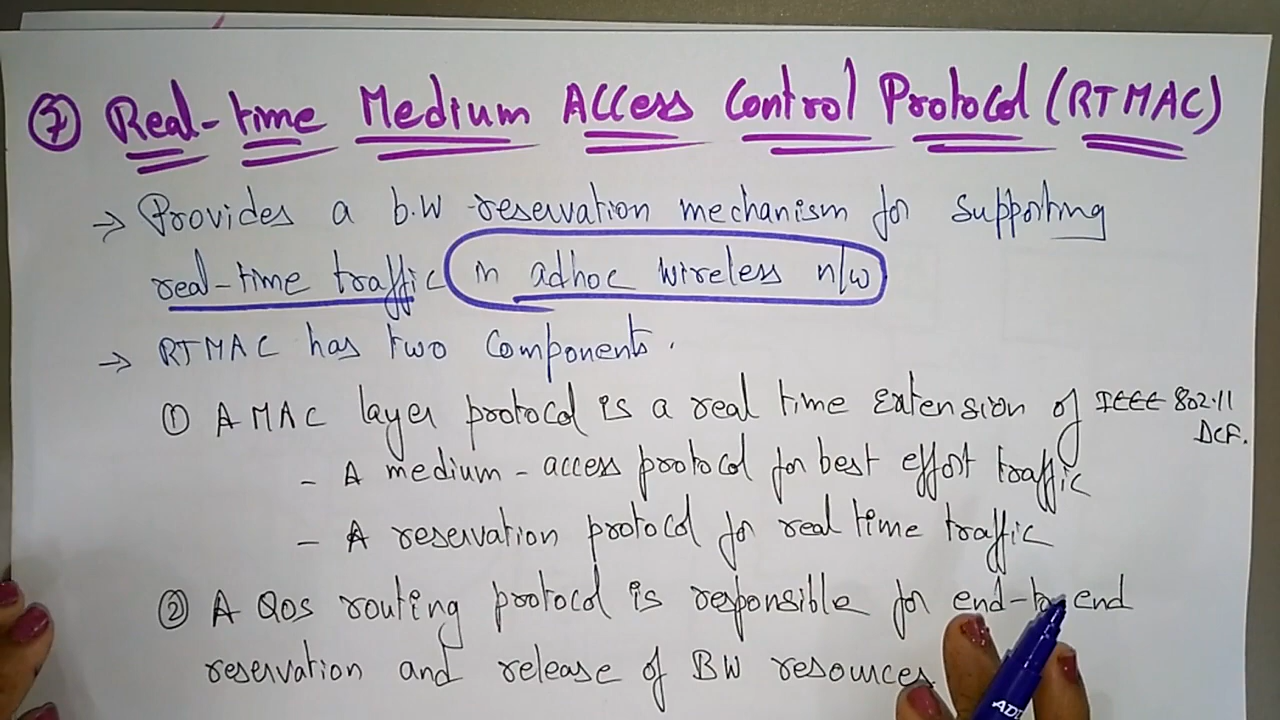 ⑦ Real-time Medium Access Control Protocol (RTMAC)
→ Provides a b.w reservation mechanism for supporting
real-time traffic in adhoc wireless n/w
→ RTMAC has two components.
① A MAC layer protocol is a real time extension of IEEE 802.11
DCF.
- A medium-access protocol for best effort traffic
- A reservation protocol for real time traffic
② A QoS routing protocol is responsible for end-to-end
reservation and release of BW resources